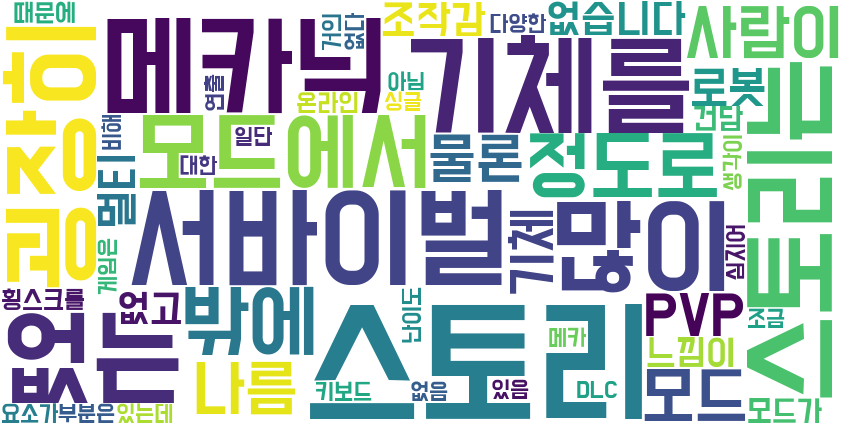 때문에
굉장히
메카닉
거의
없다
연출
조작감
다양한
없습니다
사람이
기체를
아님
온라인
싱글
로봇
건담
생각이
비해
모드에서
일단
대한
물론
정도로
멀티
게임은
서바이벌
기체
많이
심지어
횡스크롤
없고
밖에
난이도
PVP
조금
없는
스토리
메카
느낌이
나름
키보드
없음
있음
DLC
모드
모드가
요소가
부분은
있는데